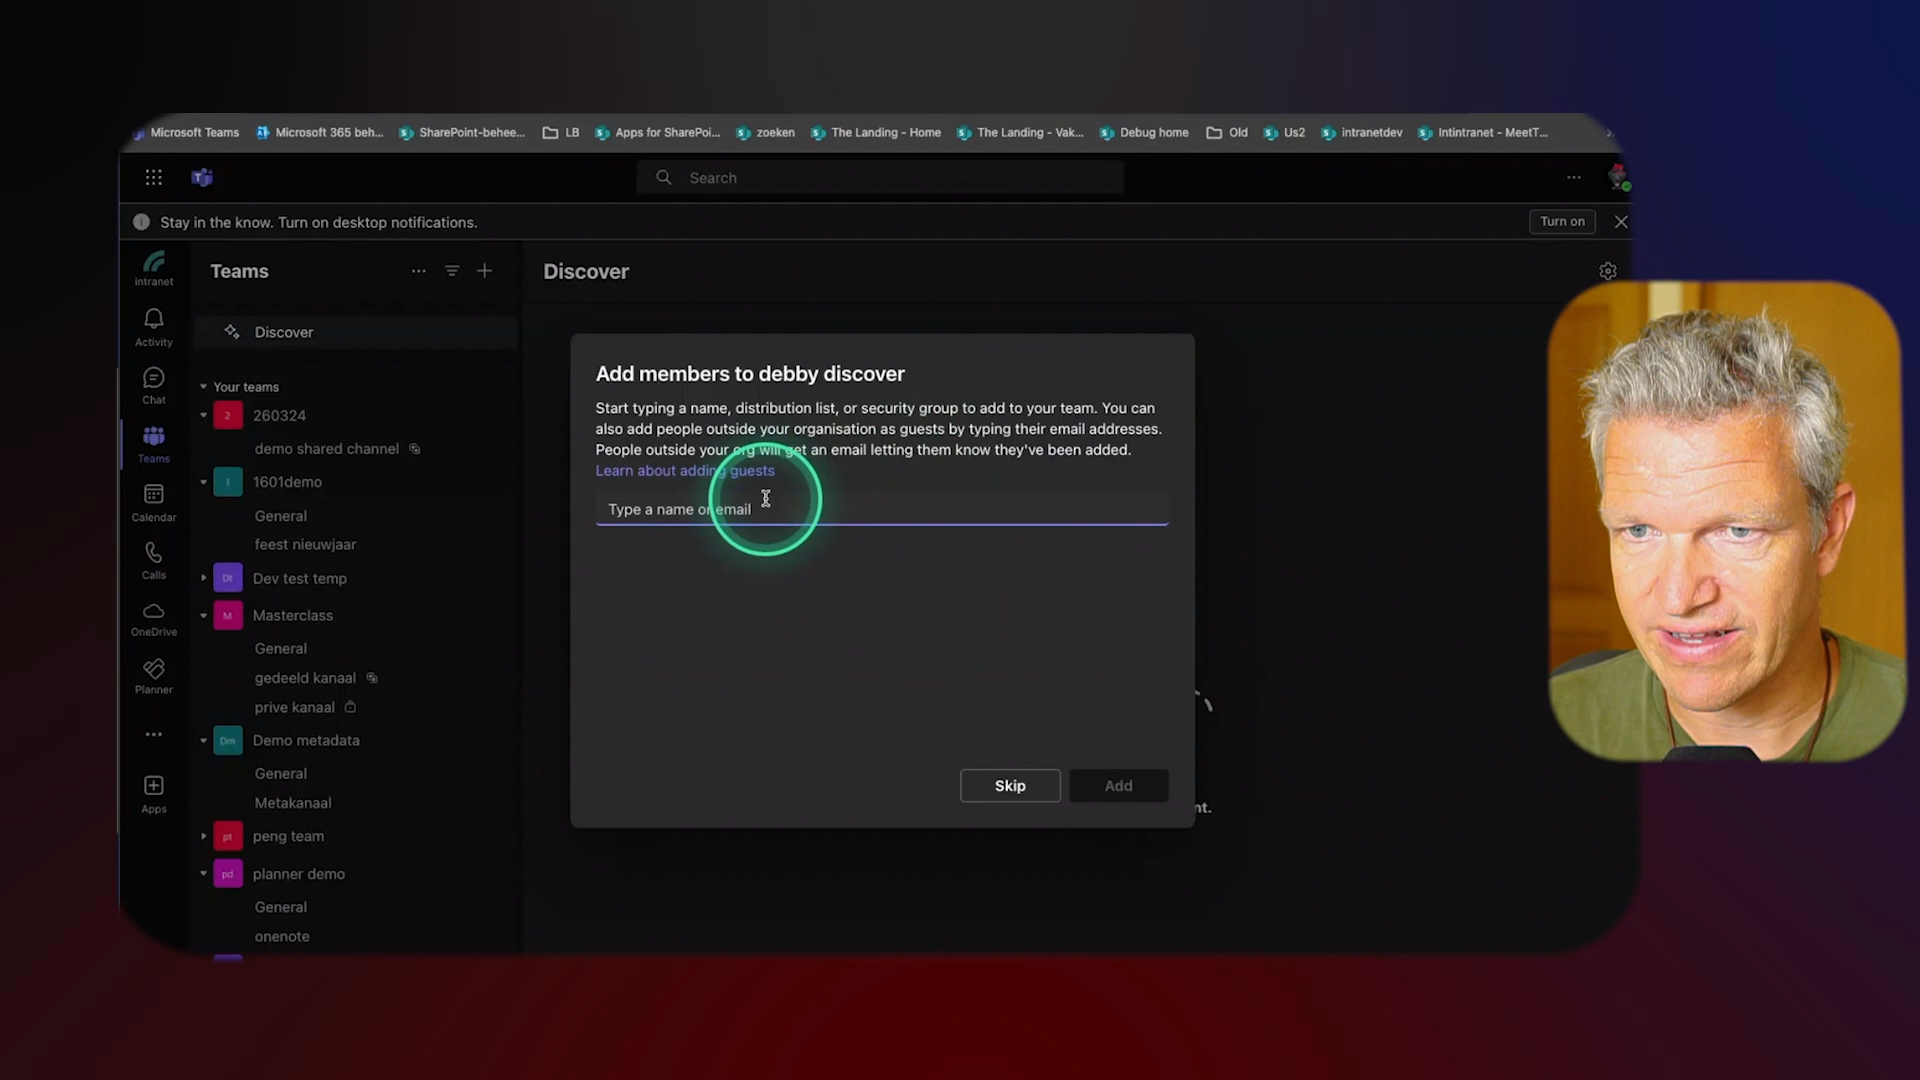 Microsoft Teams
Microsoft 365 beh...
SharePoint-behee...
LB
Apps for SharePoi...
zoeken
The Landing - Home
The Landing - Vak...
Debug home
Old
Us2
intranetdev
Intintranet - MeetT...
Search
Stay in the know. Turn on desktop notifications.
Turn on
intranet
Activity
Chat
Teams
Calendar
Calls
OneDrive
Planner
Apps
Teams
Discover
Your teams
2
260324
demo shared channel
1
1601demo
General
feest nieuwjaar
Dt
Dev test temp
M
Masterclass
General
gedeeld kanaal
prive kanaal
Dm
Demo metadata
General
Metakanaal
pt
peng team
pd
planner demo
General
onenote
Discover
Add members to debby discover
Start typing a name, distribution list, or security group to add to your team. You can
also add people outside your organisation as guests by typing their email addresses.
People outside your org will get an email letting them know they've been added.
Learn about adding guests
Type a name or email
Skip
Add
nt.